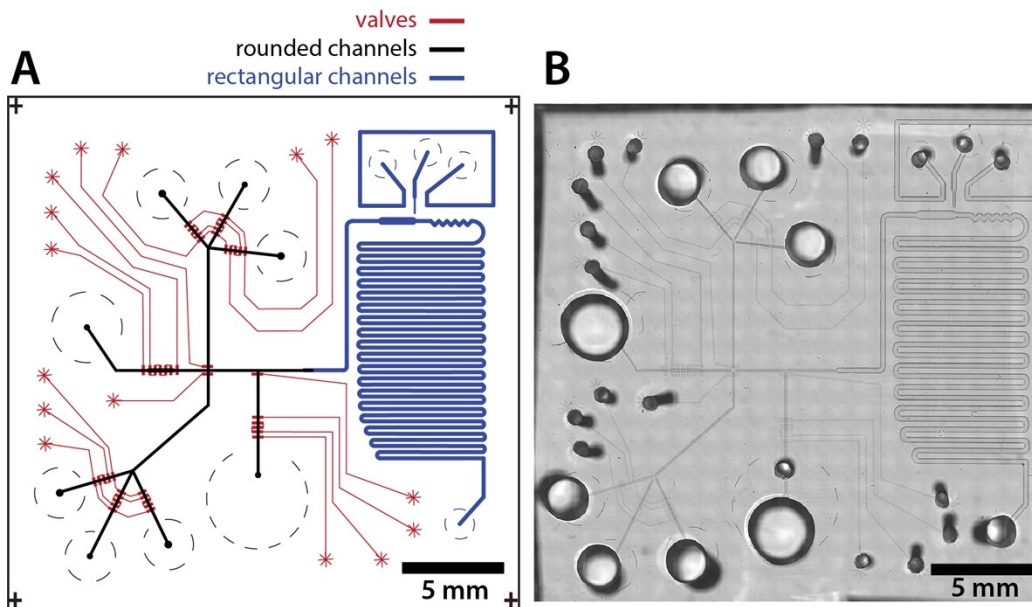 valves
rounded channels
rectangular channels
A
B
5 mm
5 mm